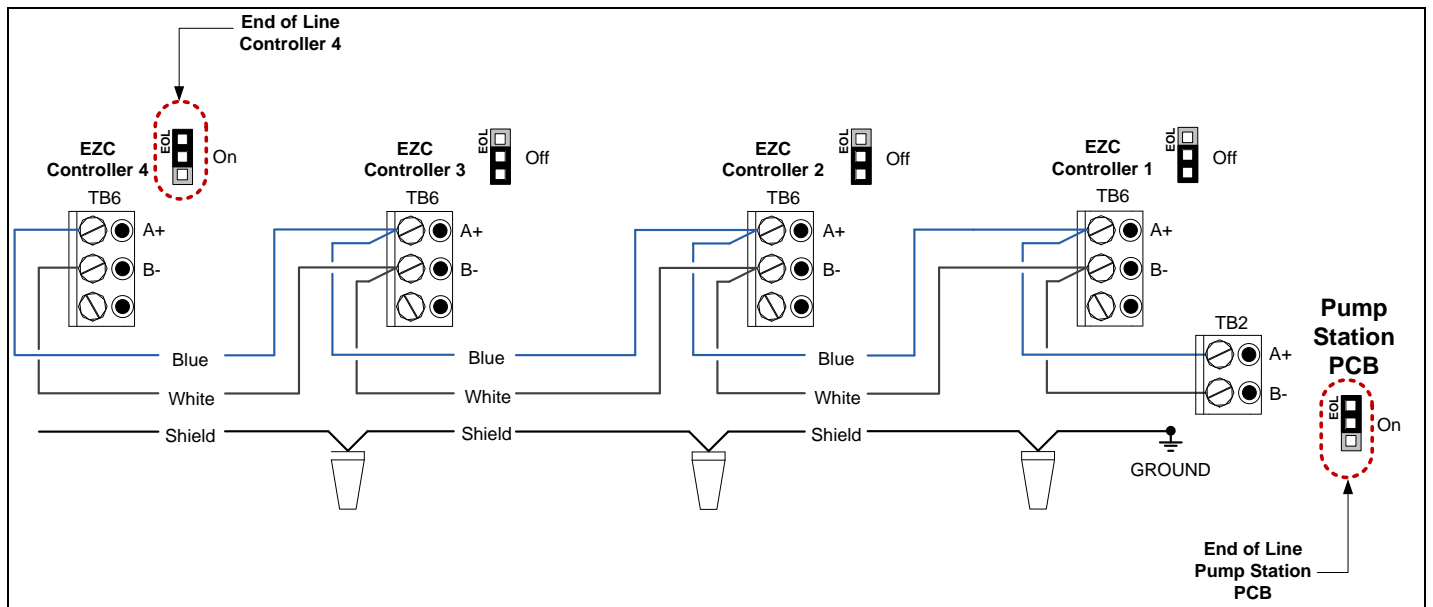 End of Line
Controller 4
EOL
On
EZC
Controller 4
TB6
A+
B-
EZC
Controller 3
EOL
Off
TB6
A+
B-
EZC
Controller 2
EOL
Off
TB6
A+
B-
EZC
Controller 1
EOL
Off
TB6
A+
B-
Pump
Station
PCB
TB2
A+
B-
EOL
On
Blue
Blue
Blue
White
White
White
Shield
Shield
Shield
GROUND
End of Line
Pump Station
PCB